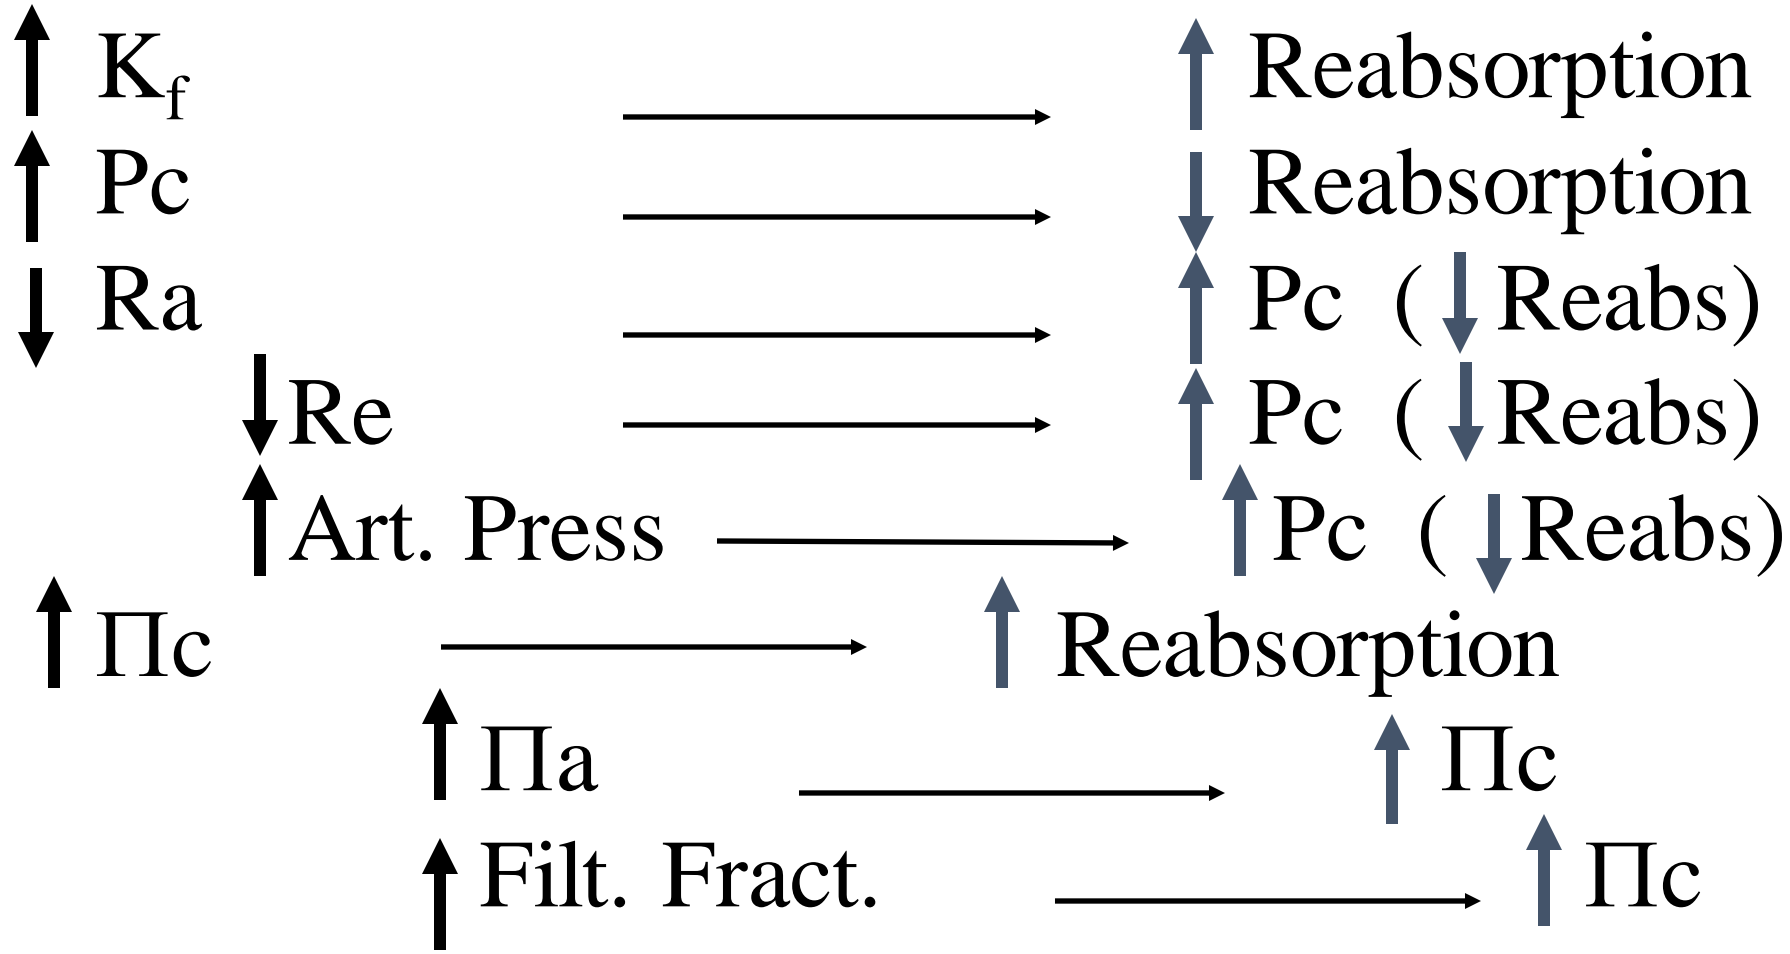 Kf Reabsorption
Pc Reabsorption
Ra Pc ( Reabs)
Re Pc ( Reabs)
Art. Press Pc ( Reabs)
Πc Reabsorption
Πa Πc
Filt. Fract. Πc